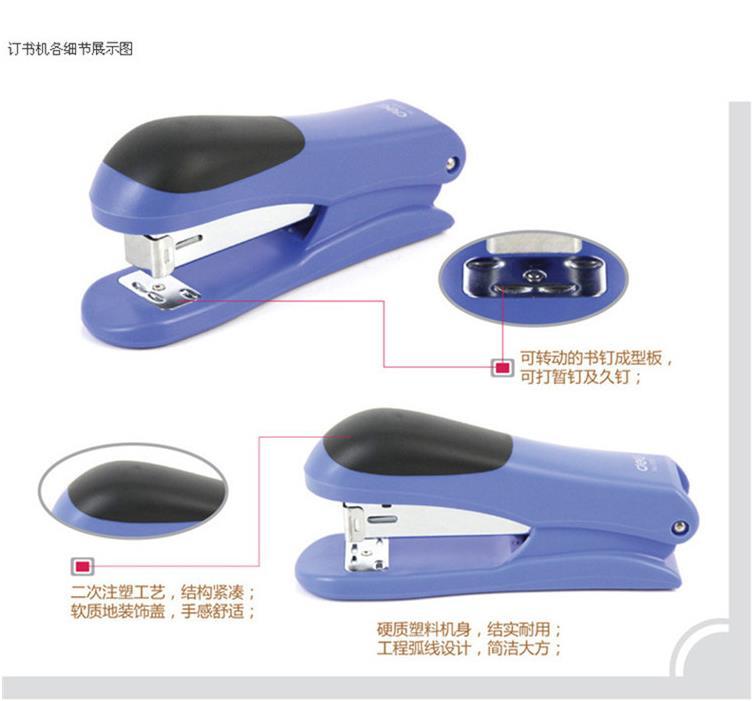 订书机各细节展示图
deli
可转动的书钉成型板，
可打暂钉及久钉；
deli
二次注塑工艺，结构紧凑；
软质地装饰盖，手感舒适；
硬质塑料机身，结实耐用；
工程弧线设计，简洁大方；